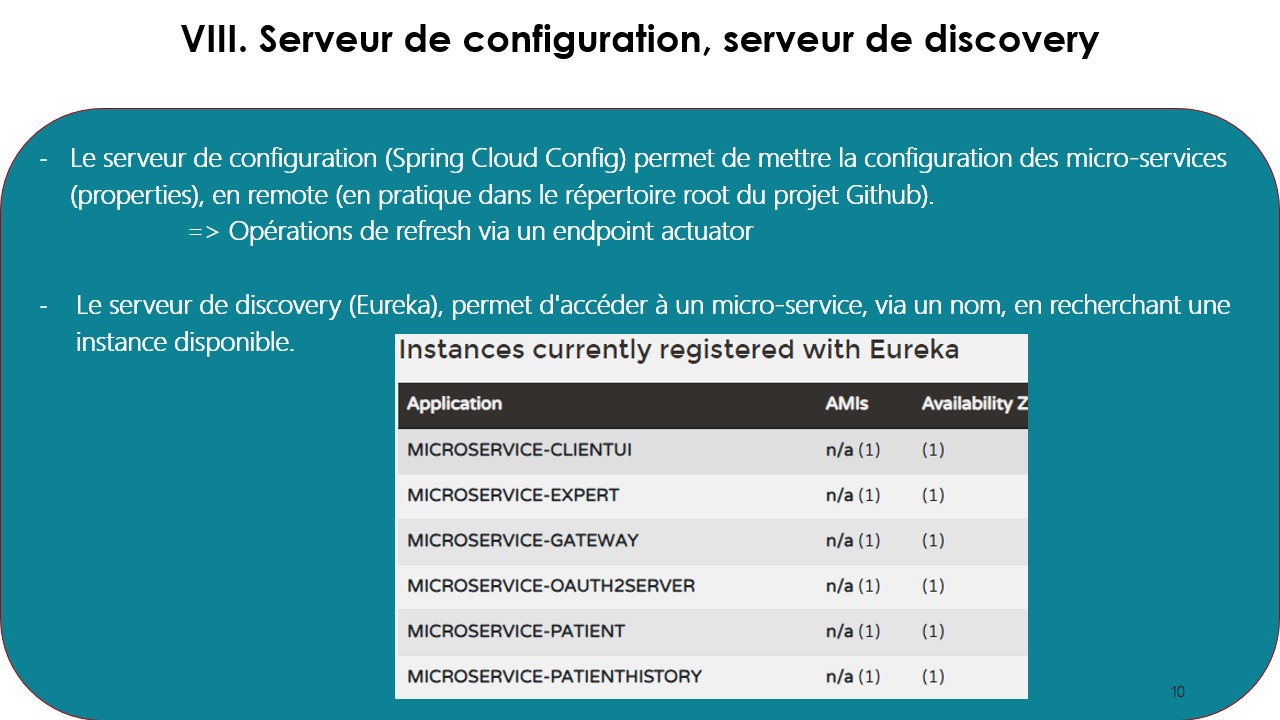 VIII. Serveur de configuration, serveur de discovery
- Le serveur de configuration (Spring Cloud Config) permet de mettre la configuration des micro-services
(properties), en remote (en pratique dans le répertoire root du projet Github).
=> Opérations de refresh via un endpoint actuator
- Le serveur de discovery (Eureka), permet d'accéder à un micro-service, via un nom, en recherchant une
instance disponible.
Instances currently registered with Eureka
Application AMIs Availability Z
MICROSERVICE-CLIENTUI n/a (1) (1)
MICROSERVICE-EXPERT n/a (1) (1)
MICROSERVICE-GATEWAY n/a (1) (1)
MICROSERVICE-OAUTH2SERVER n/a (1) (1)
MICROSERVICE-PATIENT n/a (1) (1)
MICROSERVICE-PATIENTHISTORY n/a (1) (1)
10